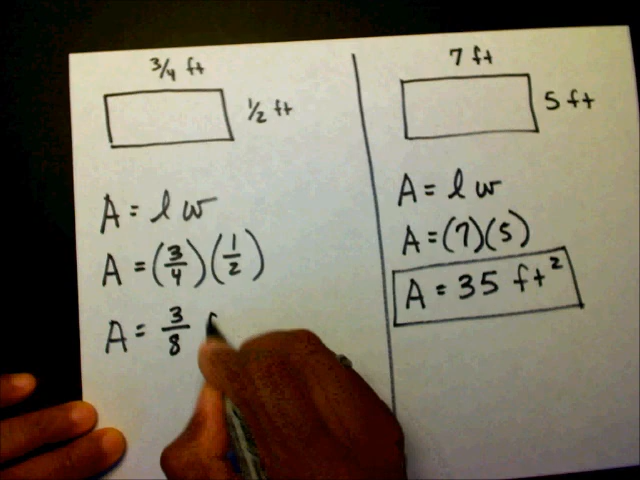 3/4 ft
1/2 ft
A = l w
A = (3/4)(1/2)
A = 3/8
7 ft
5 ft
A = l w
A = (7)(5)
A = 35 ft²